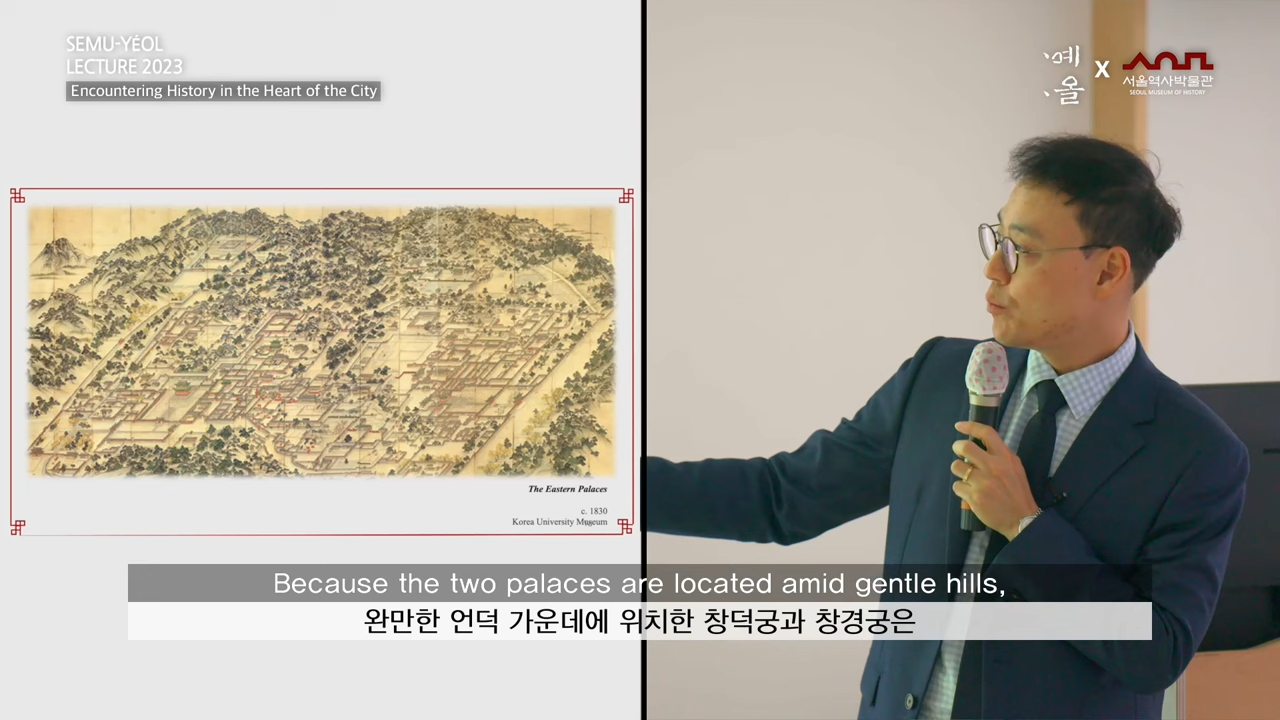 SEMU-YÉOL
LECTURE 2023
Encountering History in the Heart of the City
예
올
X
서울역사박물관
SEOUL MUSEUM OF HISTORY
The Eastern Palaces
c. 1830
Korea University Museum
Because the two palaces are located amid gentle hills,
완만한 언덕 가운데에 위치한 창덕궁과 창경궁은